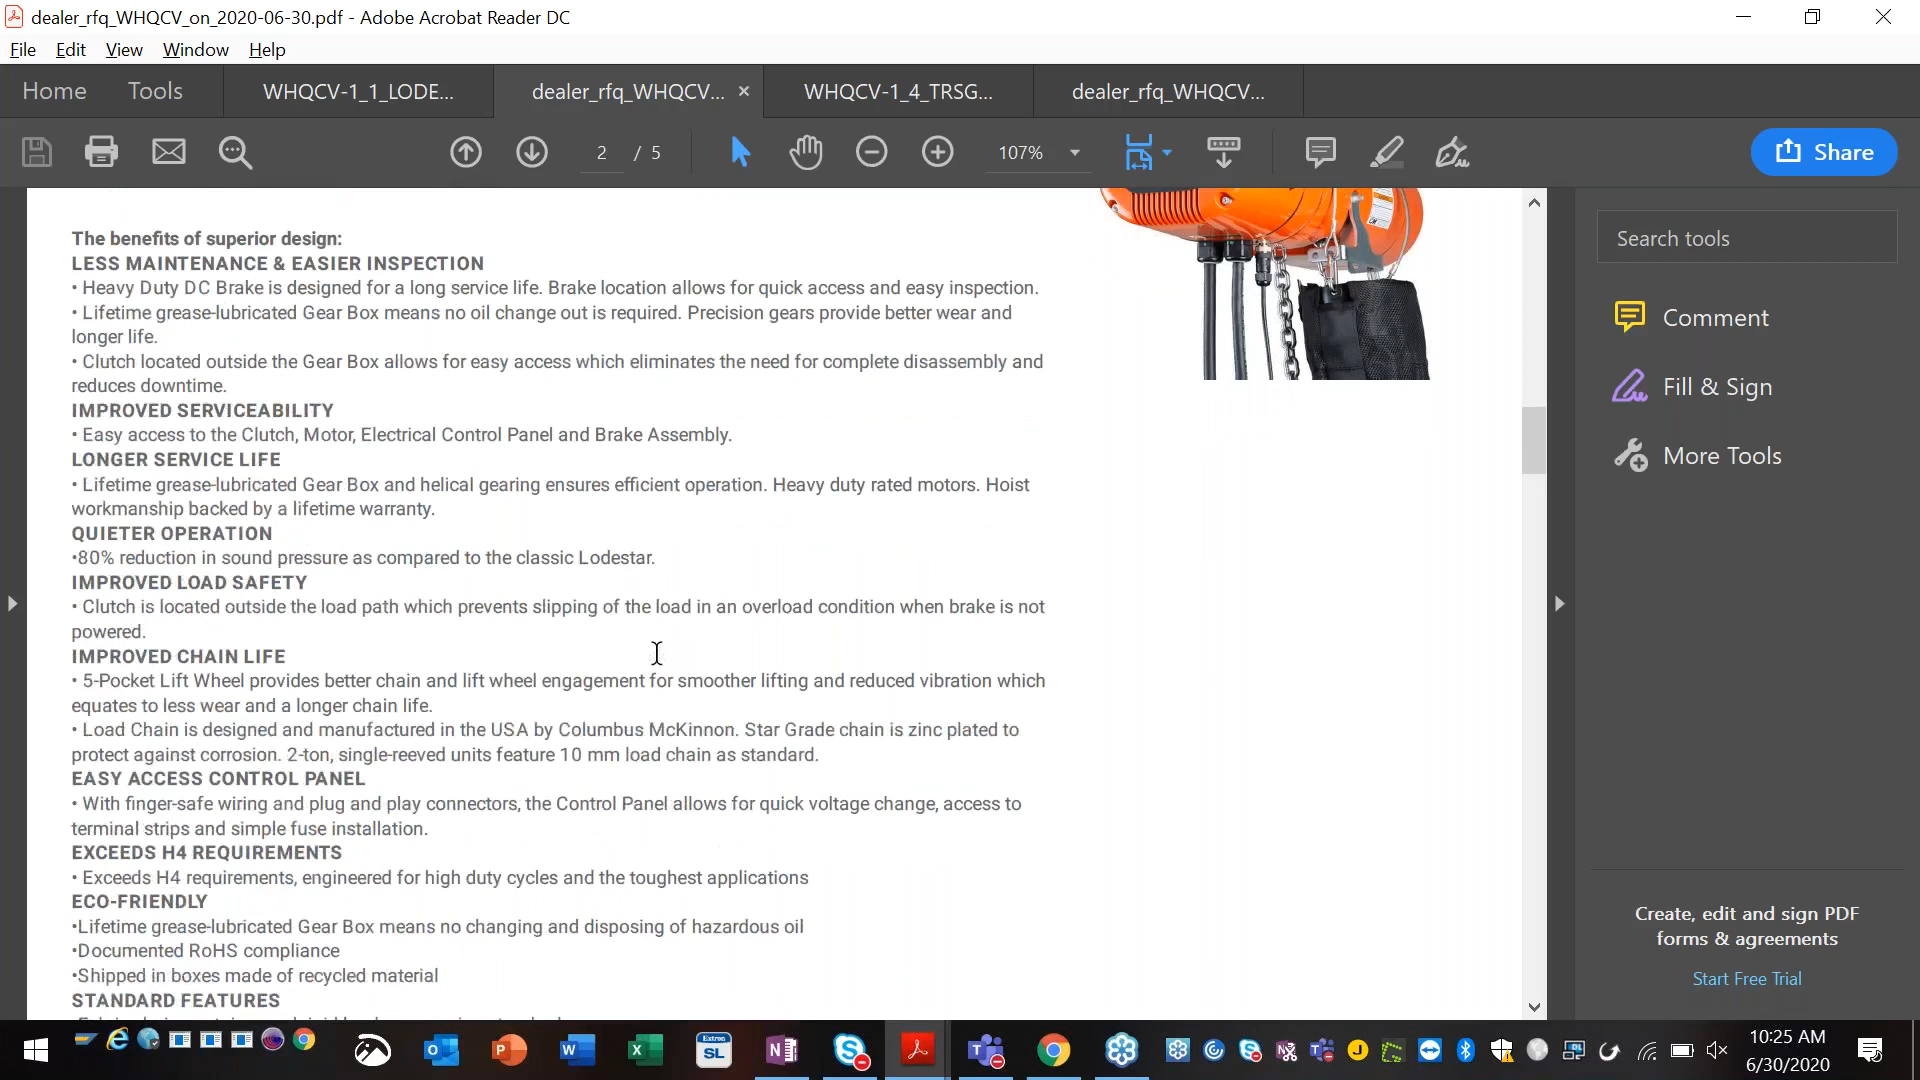 dealer_rfq_WHQCV_on_2020-06-30.pdf - Adobe Acrobat Reader DC
File Edit View Window Help
Home Tools WHQCV-1_1_LODE... dealer_rfq_WHQCV... × WHQCV-1_4_TRSG... dealer_rfq_WHQCV...
2 / 5 107% Share
Search tools
Comment
Fill & Sign
More Tools
The benefits of superior design:
LESS MAINTENANCE & EASIER INSPECTION
• Heavy Duty DC Brake is designed for a long service life. Brake location allows for quick access and easy inspection.
• Lifetime grease-lubricated Gear Box means no oil change out is required. Precision gears provide better wear and
longer life.
• Clutch located outside the Gear Box allows for easy access which eliminates the need for complete disassembly and
reduces downtime.
IMPROVED SERVICEABILITY
• Easy access to the Clutch, Motor, Electrical Control Panel and Brake Assembly.
LONGER SERVICE LIFE
• Lifetime grease-lubricated Gear Box and helical gearing ensures efficient operation. Heavy duty rated motors. Hoist
workmanship backed by a lifetime warranty.
QUIETER OPERATION
•80% reduction in sound pressure as compared to the classic Lodestar.
IMPROVED LOAD SAFETY
• Clutch is located outside the load path which prevents slipping of the load in an overload condition when brake is not
powered.
IMPROVED CHAIN LIFE
• 5-Pocket Lift Wheel provides better chain and lift wheel engagement for smoother lifting and reduced vibration which
equates to less wear and a longer chain life.
• Load Chain is designed and manufactured in the USA by Columbus McKinnon. Star Grade chain is zinc plated to
protect against corrosion. 2-ton, single-reeved units feature 10 mm load chain as standard.
EASY ACCESS CONTROL PANEL
• With finger-safe wiring and plug and play connectors, the Control Panel allows for quick voltage change, access to
terminal strips and simple fuse installation.
EXCEEDS H4 REQUIREMENTS
• Exceeds H4 requirements, engineered for high duty cycles and the toughest applications
ECO-FRIENDLY
•Lifetime grease-lubricated Gear Box means no changing and disposing of hazardous oil
•Documented RoHS compliance
•Shipped in boxes made of recycled material
STANDARD FEATURES
Create, edit and sign PDF
forms & agreements
Start Free Trial
Extron
SL
10:25 AM
6/30/2020